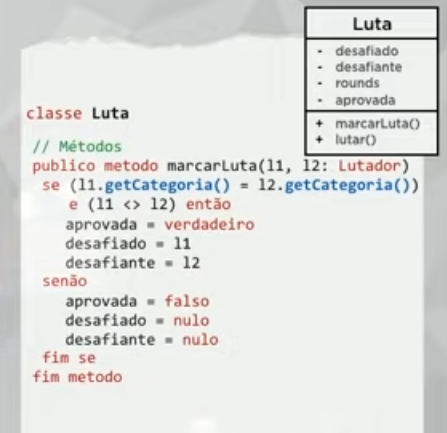 Luta
- desafiado
- desafiante
- rounds
- aprovada
+ marcarLuta()
+ lutar()
classe Luta
// Métodos
publico metodo marcarLuta(l1, l2: Lutador)
se (l1.getCategoria() = l2.getCategoria())
e (l1 <> l2) então
aprovada = verdadeiro
desafiado = l1
desafiante = l2
senão
aprovada = falso
desafiado = nulo
desafiante = nulo
fim se
fim metodo